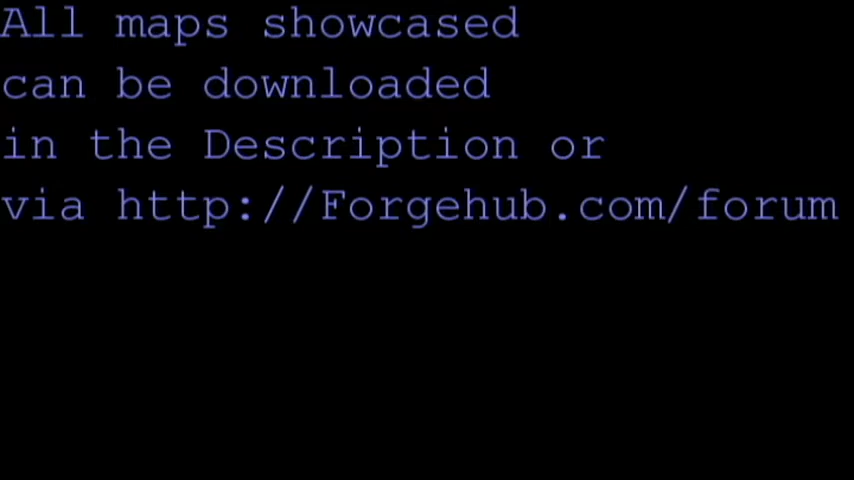 All maps showcased
can be downloaded
in the Description or
via http://Forgehub.com/forum